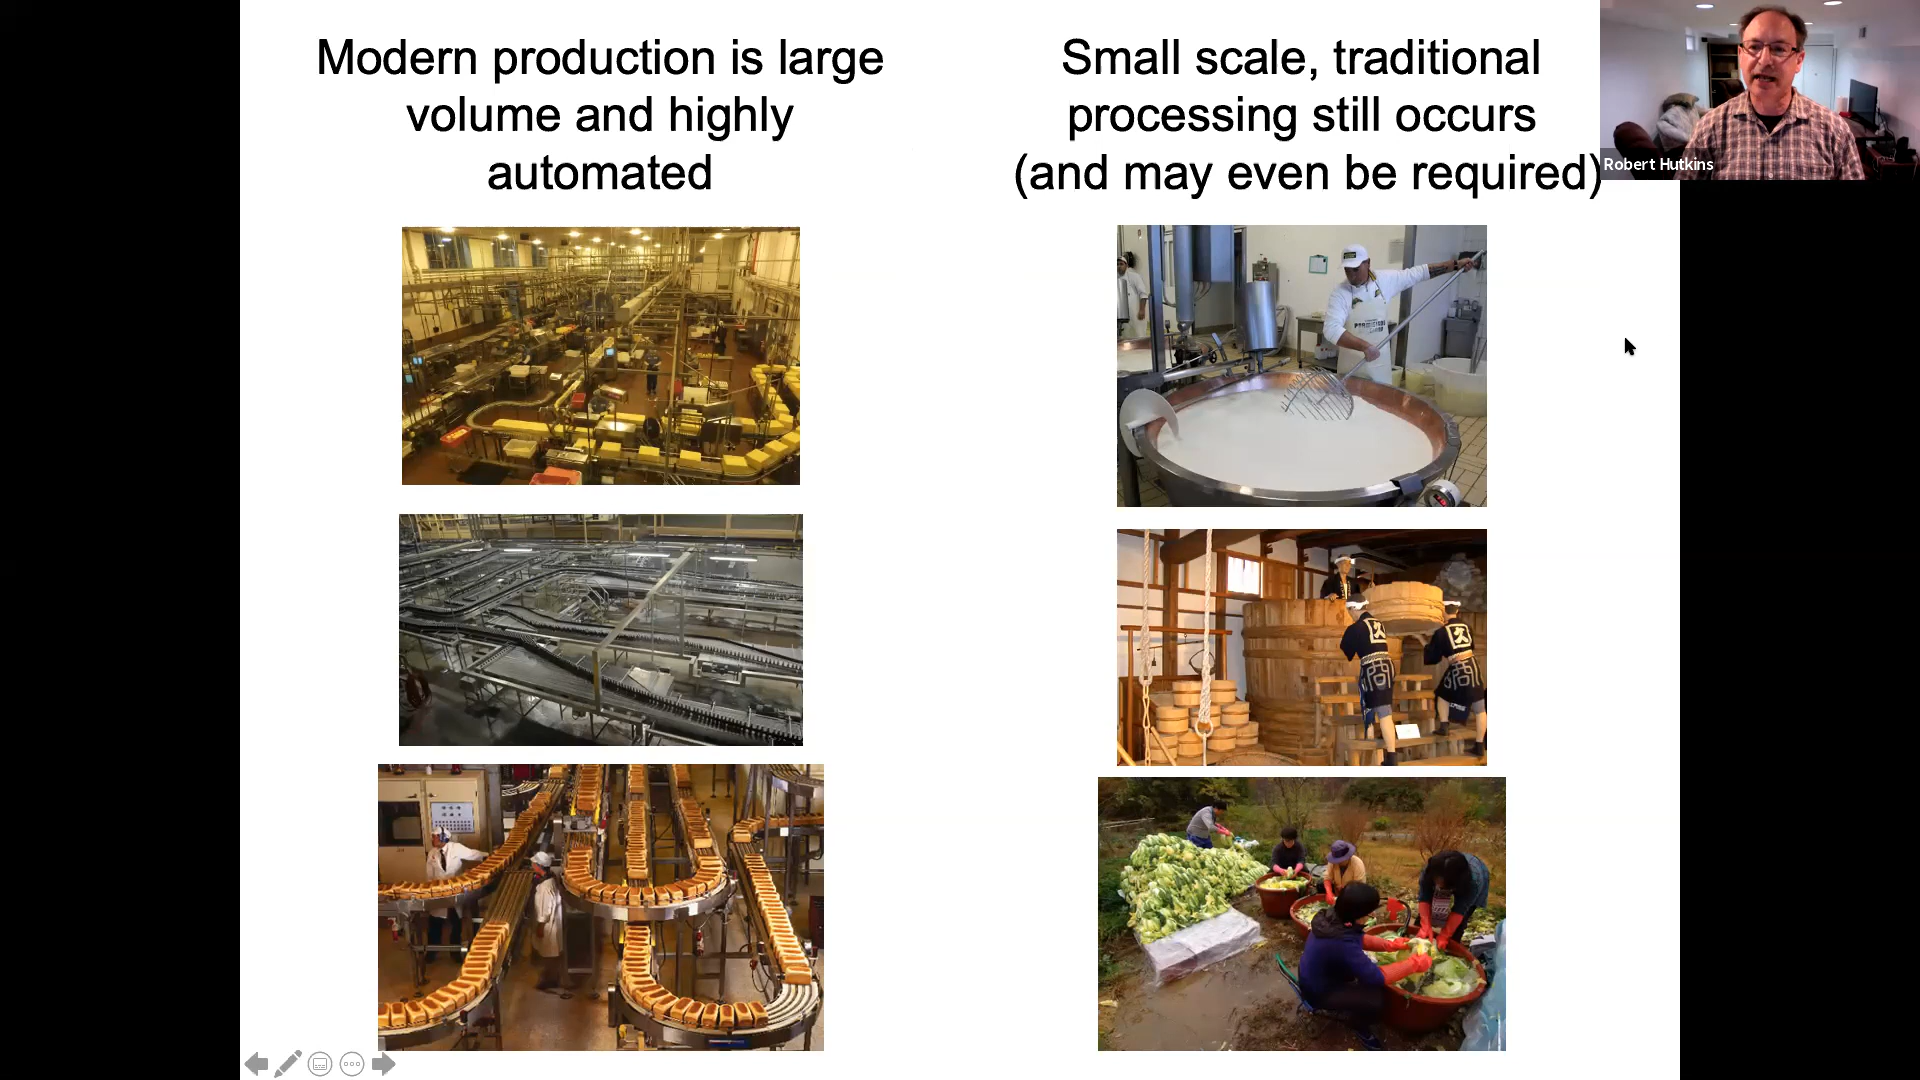 Modern production is large
volume and highly
automated
Small scale, traditional
processing still occurs
(and may even be required)
Robert Hutkins